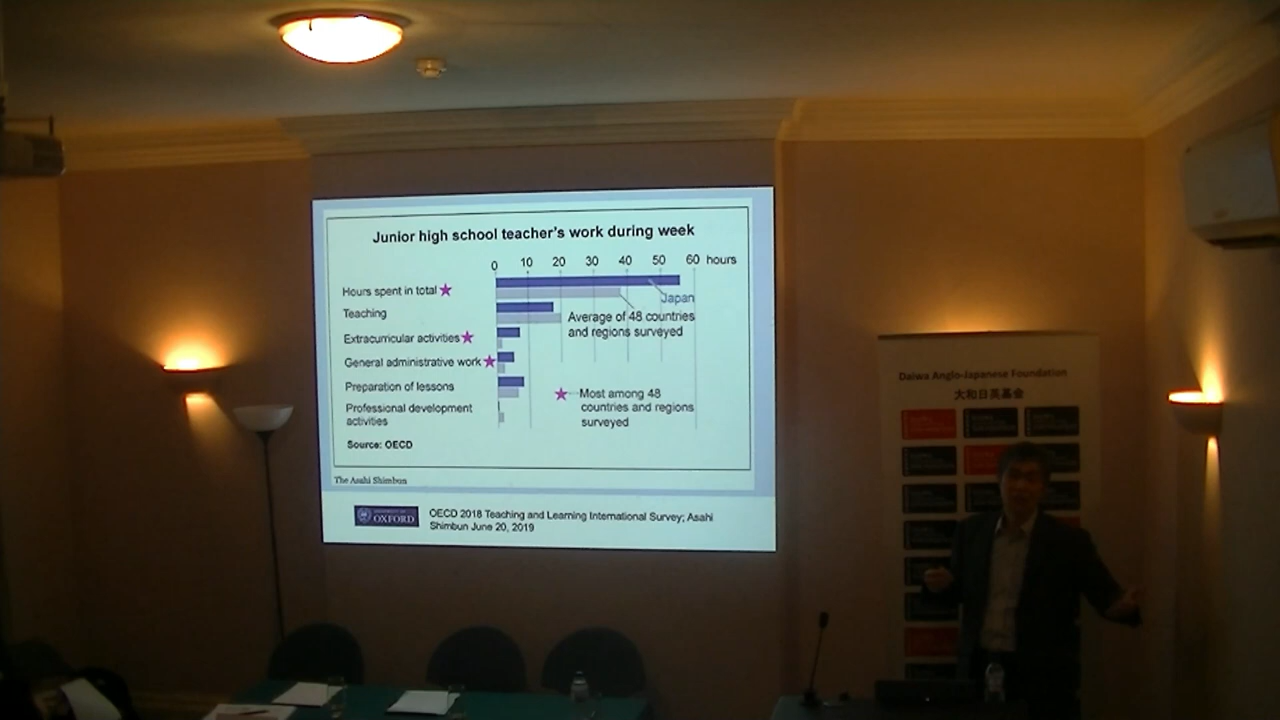 Junior high school teacher's work during week
0 10 20 30 40 50 60 hours
Hours spent in total
Japan
Teaching
Average of 48 countries
and regions surveyed
Extracurricular activities
General administrative work
Preparation of lessons
Most among 48
countries and regions
surveyed
Professional development
activities
Source: OECD
The Asahi Shimbun
UNIVERSITY OF
OXFORD
OECD 2018 Teaching and Learning International Survey; Asahi
Shimbun June 20, 2019
Daiwa Anglo-Japanese Foundation
大和日英基金